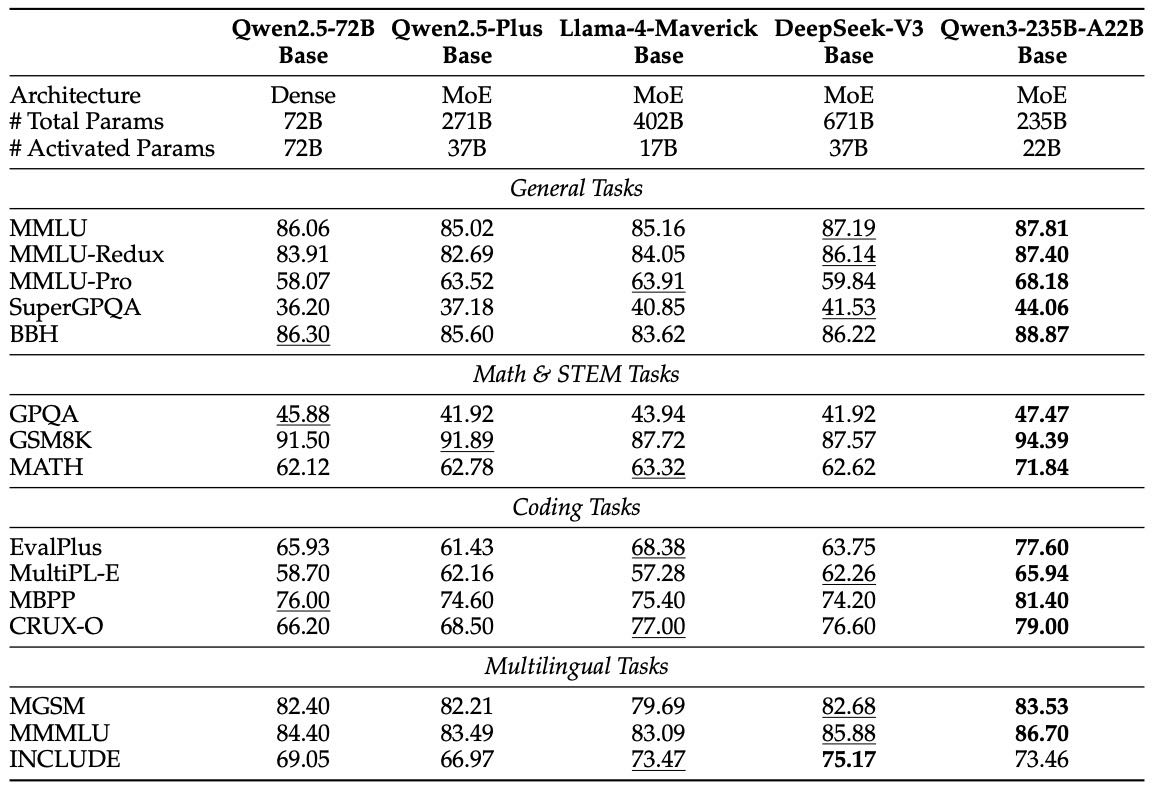 Qwen2.5-72B Qwen2.5-Plus Llama-4-Maverick DeepSeek-V3 Qwen3-235B-A22B
Base Base Base Base Base
Architecture Dense MoE MoE MoE MoE
# Total Params 72B 271B 402B 671B 235B
# Activated Params 72B 37B 17B 37B 22B
General Tasks
MMLU 86.06 85.02 85.16 87.19 87.81
MMLU-Redux 83.91 82.69 84.05 86.14 87.40
MMLU-Pro 58.07 63.52 63.91 59.84 68.18
SuperGPQA 36.20 37.18 40.85 41.53 44.06
BBH 86.30 85.60 83.62 86.22 88.87
Math & STEM Tasks
GPQA 45.88 41.92 43.94 41.92 47.47
GSM8K 91.50 91.89 87.72 87.57 94.39
MATH 62.12 62.78 63.32 62.62 71.84
Coding Tasks
EvalPlus 65.93 61.43 68.38 63.75 77.60
MultiPL-E 58.70 62.16 57.28 62.26 65.94
MBPP 76.00 74.60 75.40 74.20 81.40
CRUX-O 66.20 68.50 77.00 76.60 79.00
Multilingual Tasks
MGSM 82.40 82.21 79.69 82.68 83.53
MMMLU 84.40 83.49 83.09 85.88 86.70
INCLUDE 69.05 66.97 73.47 75.17 73.46